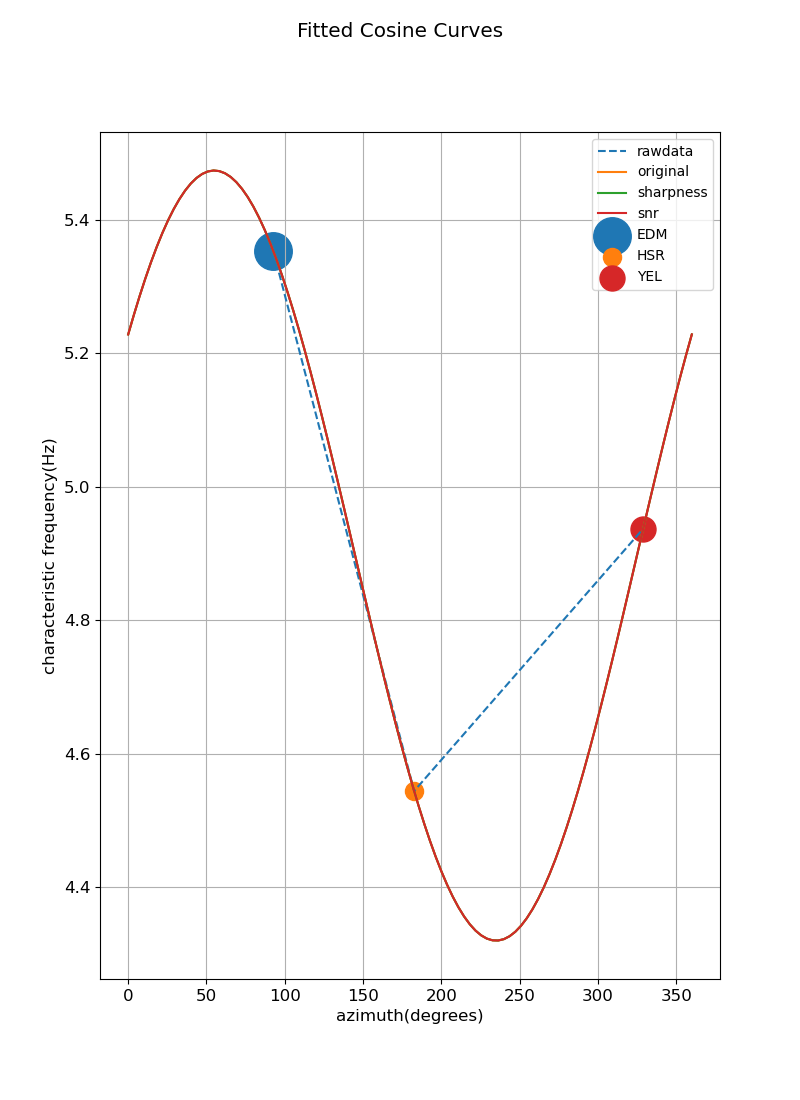 Fitted Cosine Curves
rawdata
original
sharpness
snr
EDM
HSR
YEL
5.4
5.2
5.0
4.8
4.6
4.4
characteristic frequency(Hz)
0 50 100 150 200 250 300 350
azimuth(degrees)